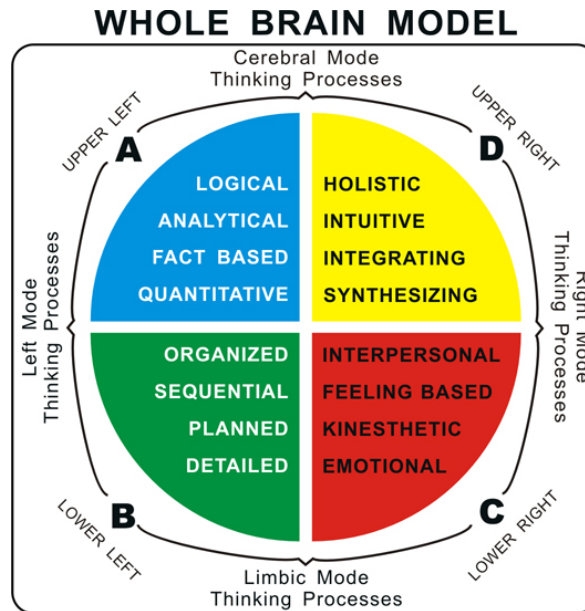 WHOLE BRAIN MODEL
Cerebral Mode
Thinking Processes
UPPER LEFT
UPPER RIGHT
A
D
LOGICAL
ANALYTICAL
FACT BASED
QUANTITATIVE
HOLISTIC
INTUITIVE
INTEGRATING
SYNTHESIZING
Left Mode
Thinking Processes
Right Mode
Thinking Processes
ORGANIZED
SEQUENTIAL
PLANNED
DETAILED
INTERPERSONAL
FEELING BASED
KINESTHETIC
EMOTIONAL
B
C
LOWER LEFT
LOWER RIGHT
Limbic Mode
Thinking Processes